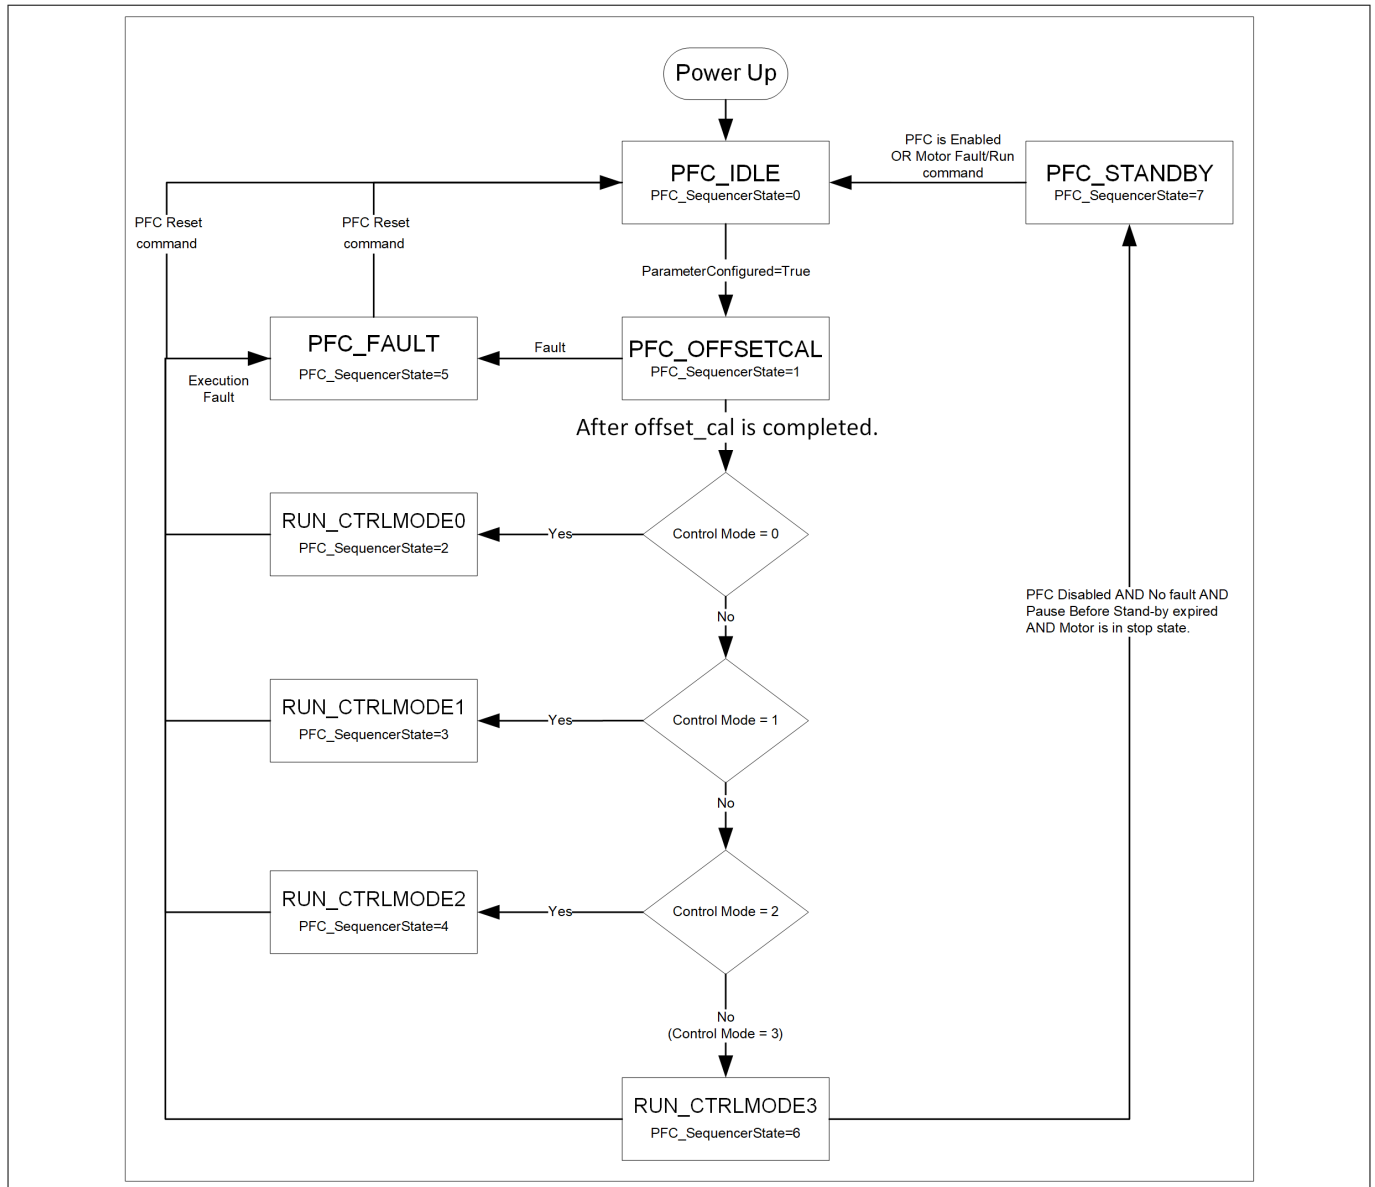 Power Up
PFC is Enabled
OR Motor Fault/Run
command
PFC_IDLE
PFC_SequencerState=0
PFC_STANDBY
PFC_SequencerState=7
PFC Reset
command
PFC Reset
command
ParameterConfigured=True
PFC_FAULT
PFC_SequencerState=5
Fault
PFC_OFFSETCAL
PFC_SequencerState=1
Execution
Fault
After offset_cal is completed.
RUN_CTRLMODE0
PFC_SequencerState=2
Yes
Control Mode = 0
No
PFC Disabled AND No fault AND
Pause Before Stand-by expired
AND Motor is in stop state.
RUN_CTRLMODE1
PFC_SequencerState=3
Yes
Control Mode = 1
No
RUN_CTRLMODE2
PFC_SequencerState=4
Yes
Control Mode = 2
No
(Control Mode = 3)
RUN_CTRLMODE3
PFC_SequencerState=6